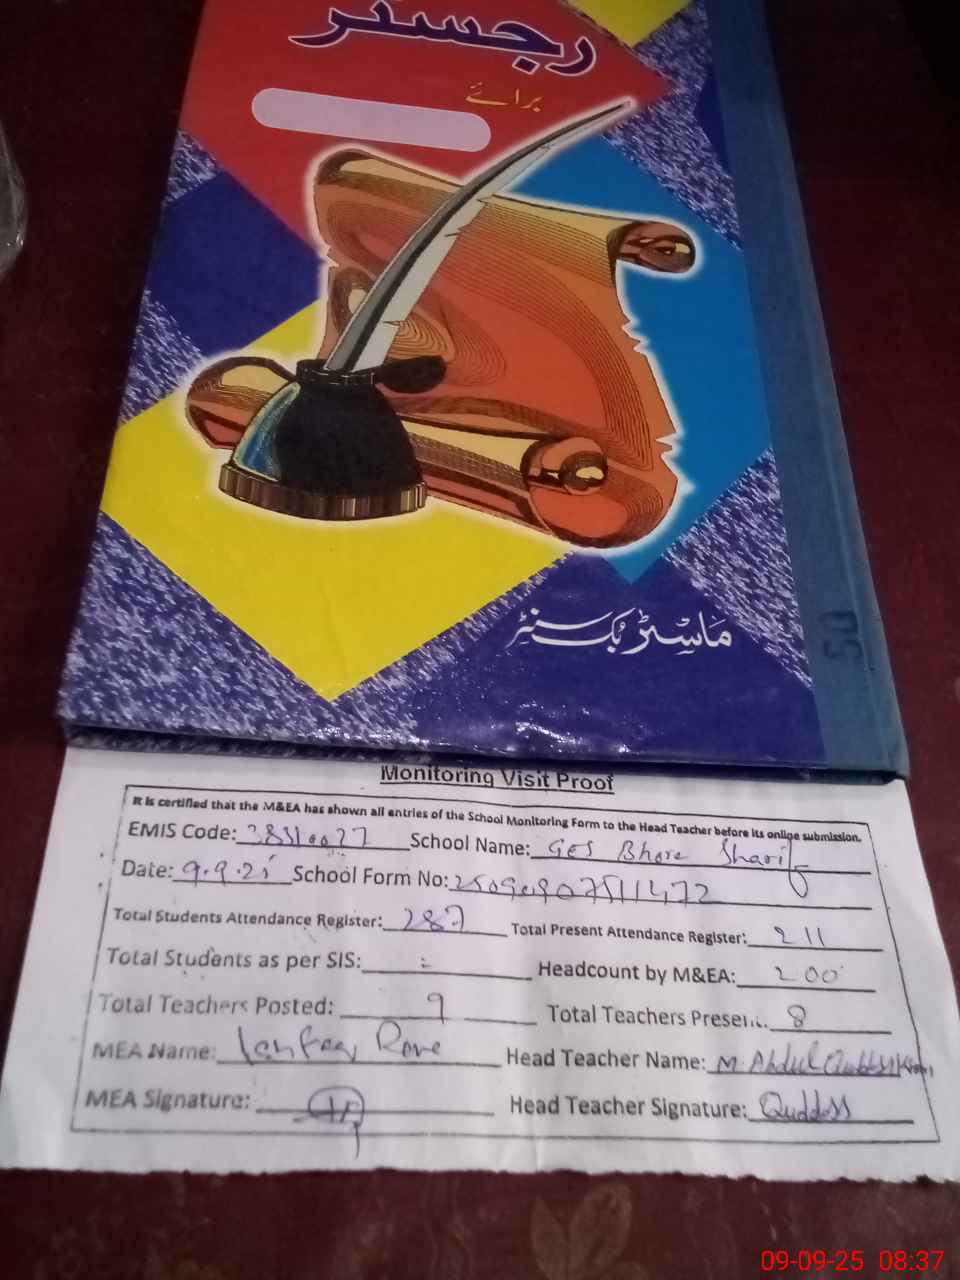 رجسٹر
برائے
ماسٹر بک سنٹر
50
Monitoring Visit Proof
It is certified that the M&EA has shown all entries of the School Monitoring Form to the Head Teacher before its online submission.
EMIS Code: 38310027 School Name: GES Bhore Sharif
Date: 9.9.25 School Form No:
Total Students Attendance Register: 287 Total Present Attendance Register: 211
Total Students as per SIS: Headcount by M&EA: 200
Total Teachers Posted: 9 Total Teachers Present: 8
MEA Name: Head Teacher Name: M. Abdul Quddus
MEA Signature: Head Teacher Signature: Quddss
09-09-25 08:37